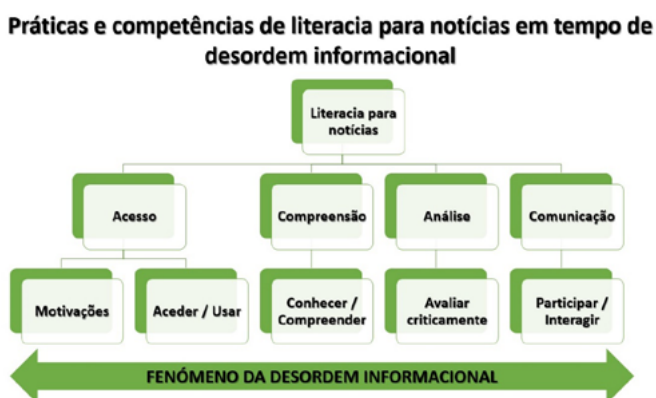 Práticas e competências de literacia para notícias em tempo de
desordem informacional
Literacia para
notícias
Acesso
Compreensão
Análise
Comunicação
Motivações
Aceder / Usar
Conhecer /
Compreender
Avaliar
criticamente
Participar /
Interagir
FENÓMENO DA DESORDEM INFORMACIONAL